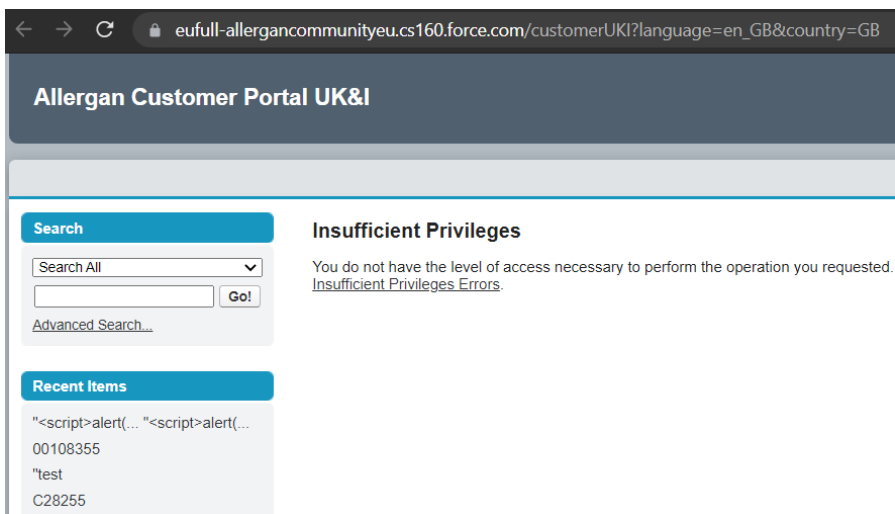 eufull-allergancommunityeu.cs160.force.com/customerUKI?language=en_GB&country=GB
Allergan Customer Portal UK&I
Search
Search All
Go!
Advanced Search...
Recent Items
"<script>alert(... "<script>alert(...
00108355
"test
C28255
Insufficient Privileges
You do not have the level of access necessary to perform the operation you requested.
Insufficient Privileges Errors.